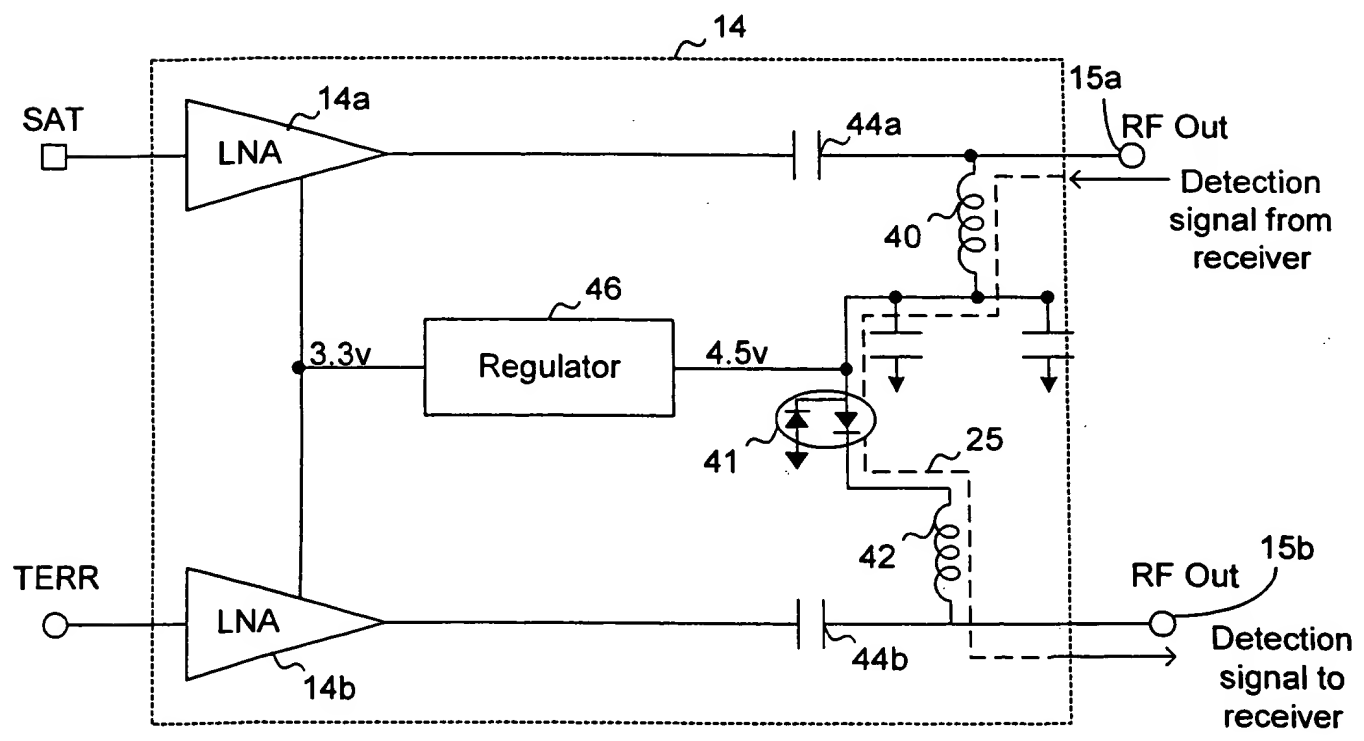 14
15a
14a
SAT
LNA
44a
RF Out
Detection
signal from
receiver
40
46
3.3v
Regulator
4.5v
41
25
42
15b
TERR
RF Out
LNA
44b
14b
Detection
signal to
receiver